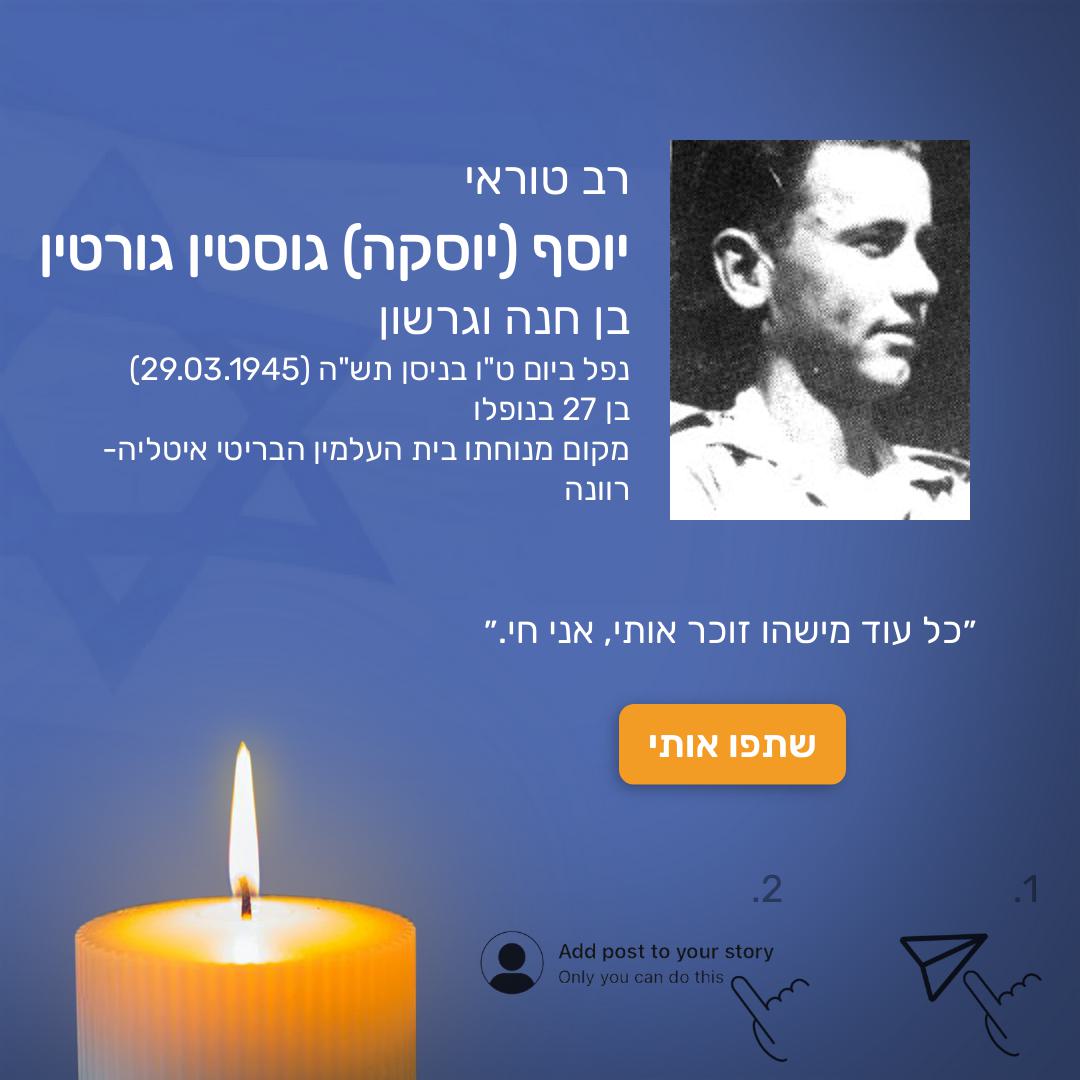 רב טוראי
יוסף (יוסקה) גוסטין גורטין
בן חנה וגרשון
נפל ביום ט"ו בניסן תש"ה (29.03.1945)
בן 27 בנופלו
מקום מנוחתו בית העלמין הבריטי איטליה-
רוונה
״כל עוד מישהו זוכר אותי, אני חי.״
שתפו אותי
.1
.2
Add post to your story
Only you can do this